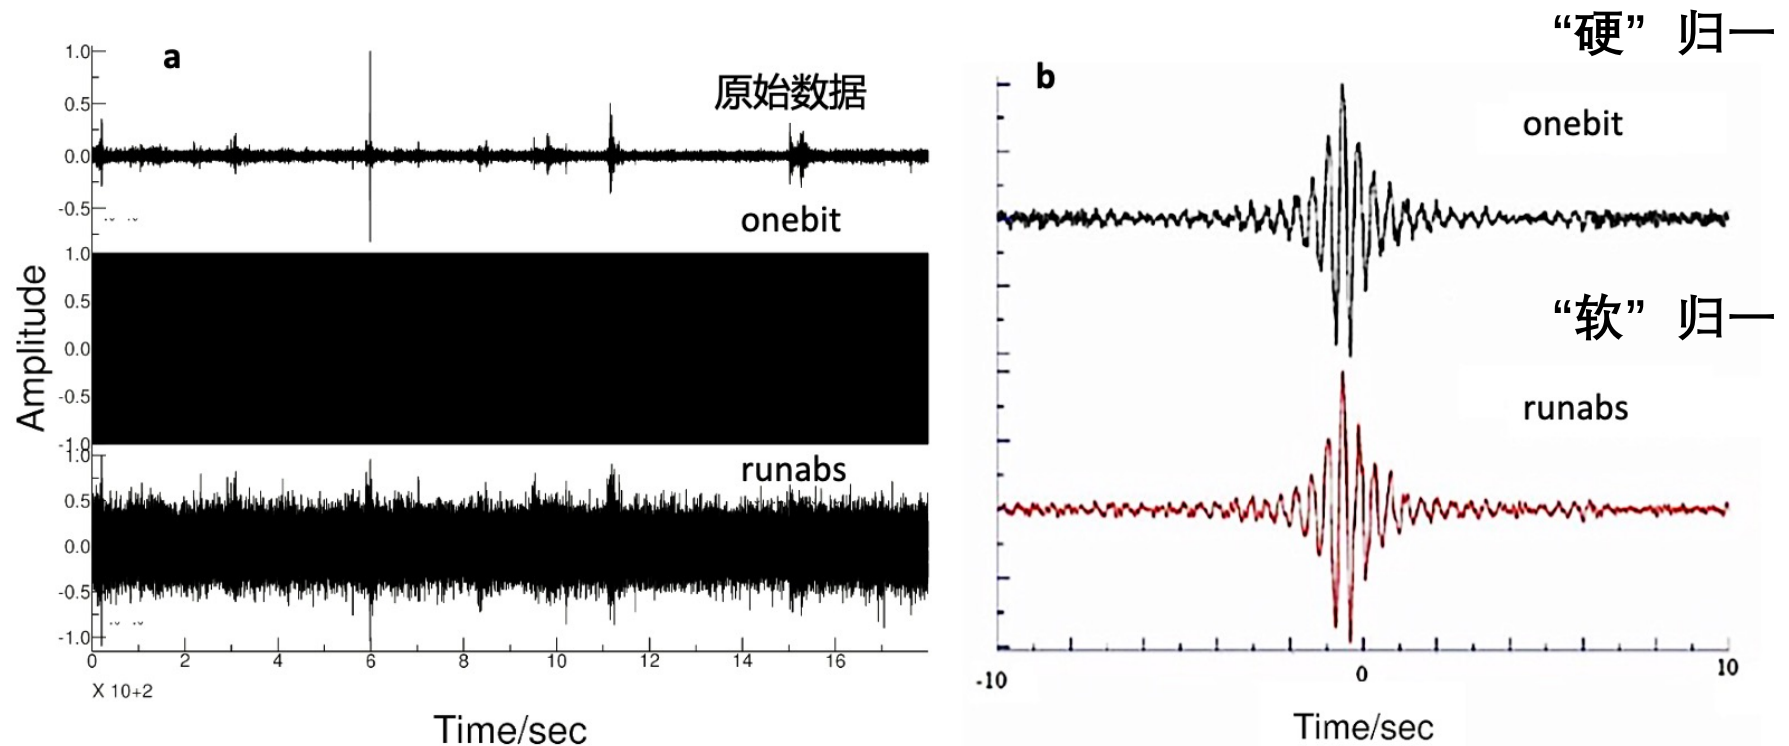 a
原始数据
1.0
0.5
0.0
-0.5
onebit
1.0
0.5
0.0
-0.5
-1.0
1.0
runabs
0.5
0.0
-0.5
-1.0
0 2 4 6 8 10 12 14 16
X 10+2
Amplitude
Time/sec
b
“硬” 归一
onebit
“软” 归一
runabs
-10 0 10
Time/sec